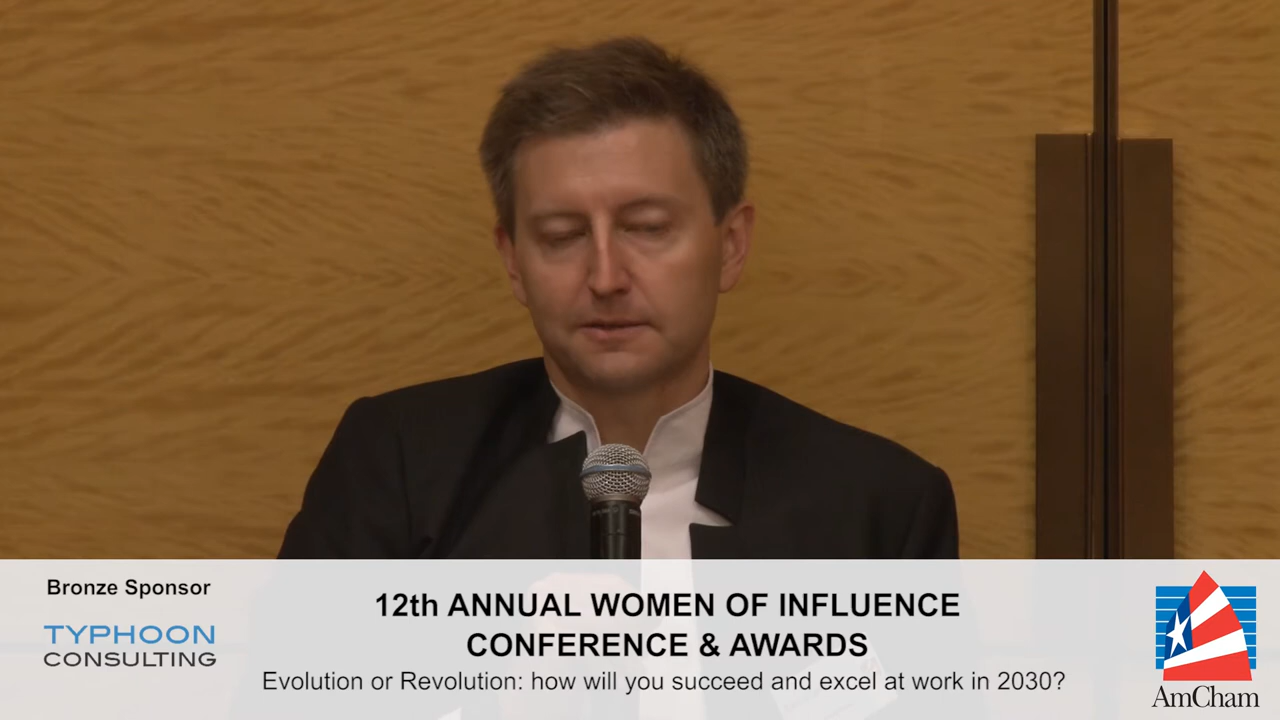 Bronze Sponsor
TYPHOON
CONSULTING
12th ANNUAL WOMEN OF INFLUENCE
CONFERENCE & AWARDS
Evolution or Revolution: how will you succeed and excel at work in 2030?
AmCham